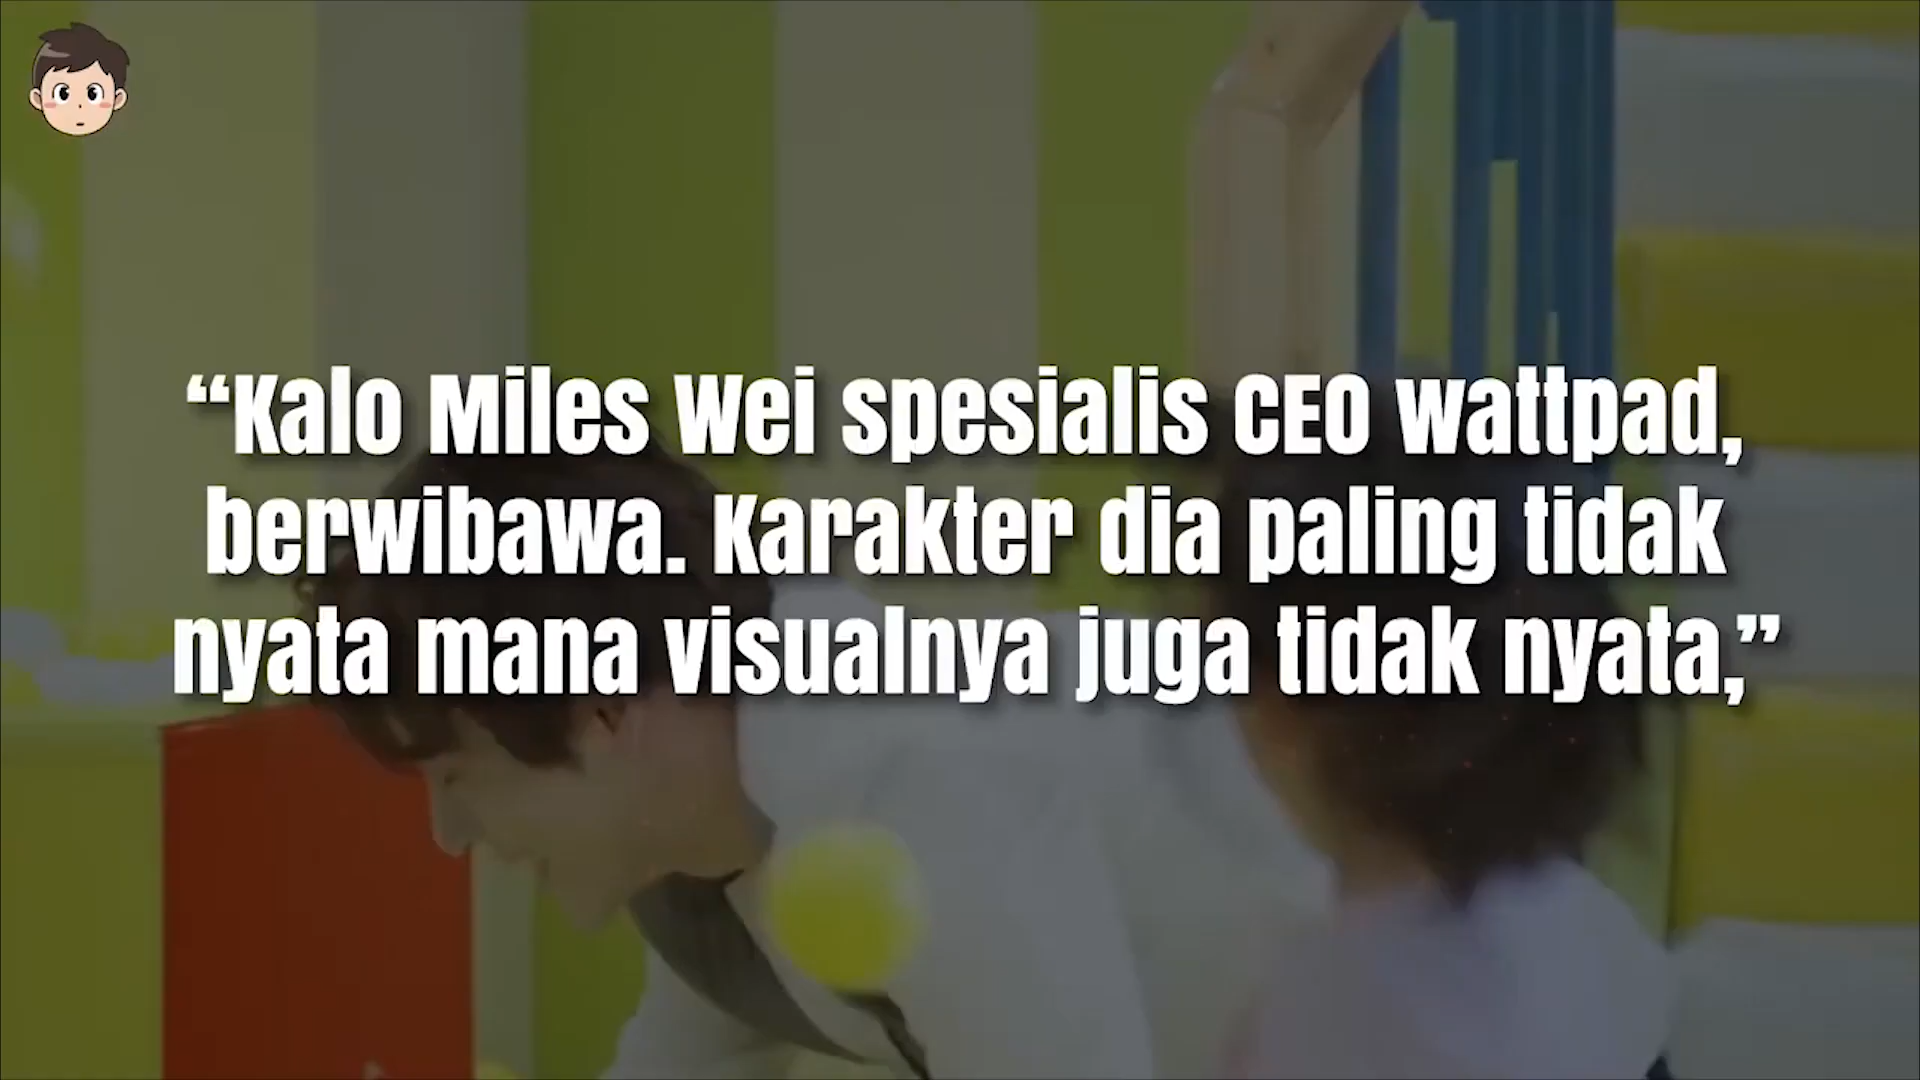 “Kalo Miles Wei spesialis CEO wattpad,
berwibawa. Karakter dia paling tidak
nyata mana visualnya juga tidak nyata,”